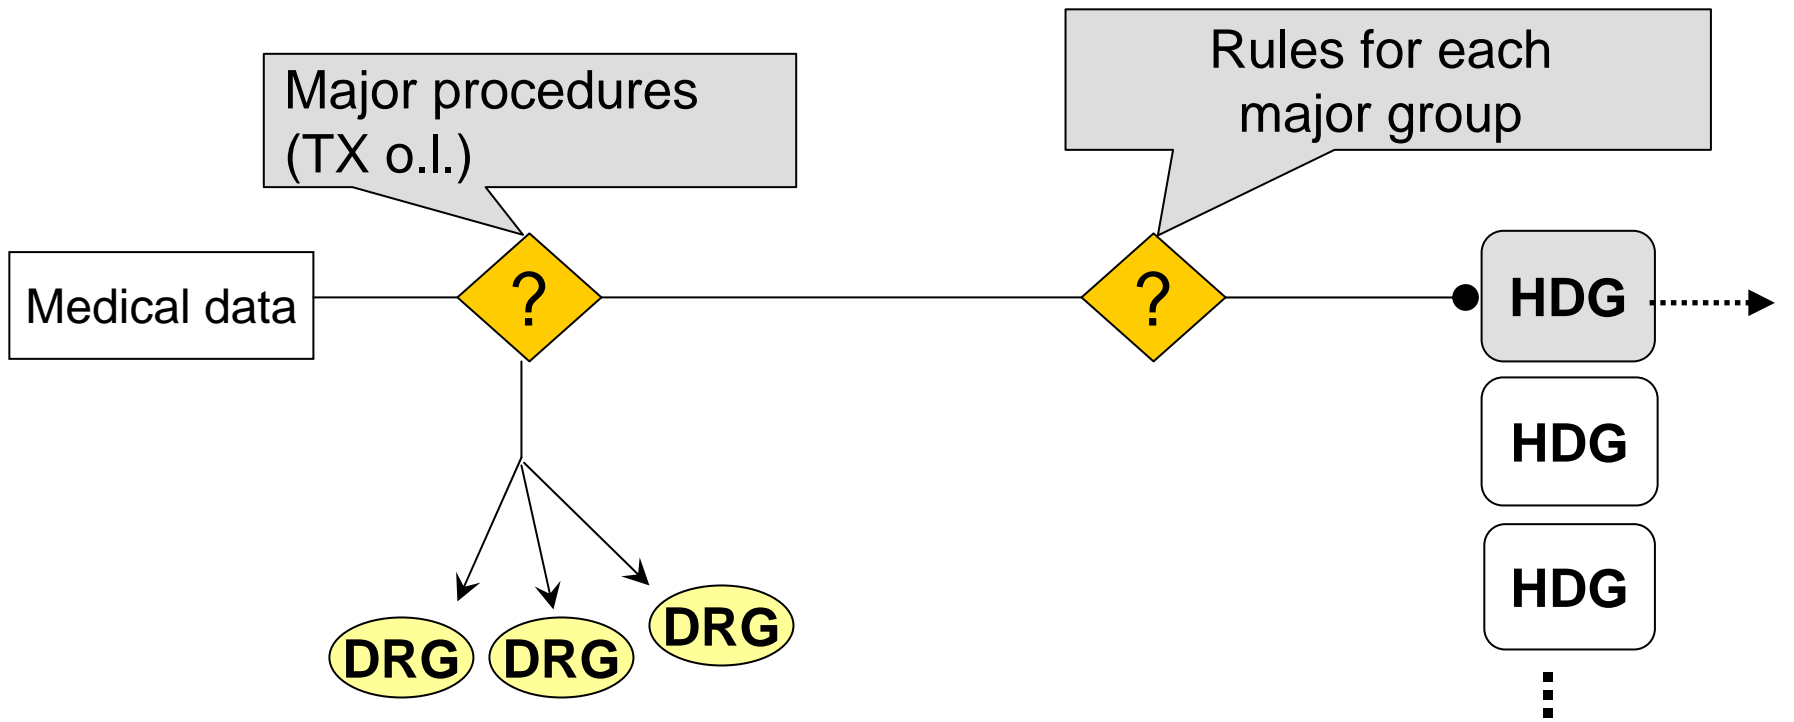 Major procedures
(TX o.l.)
Rules for each
major group
Medical data
?
?
HDG
HDG
HDG
DRG
DRG
DRG